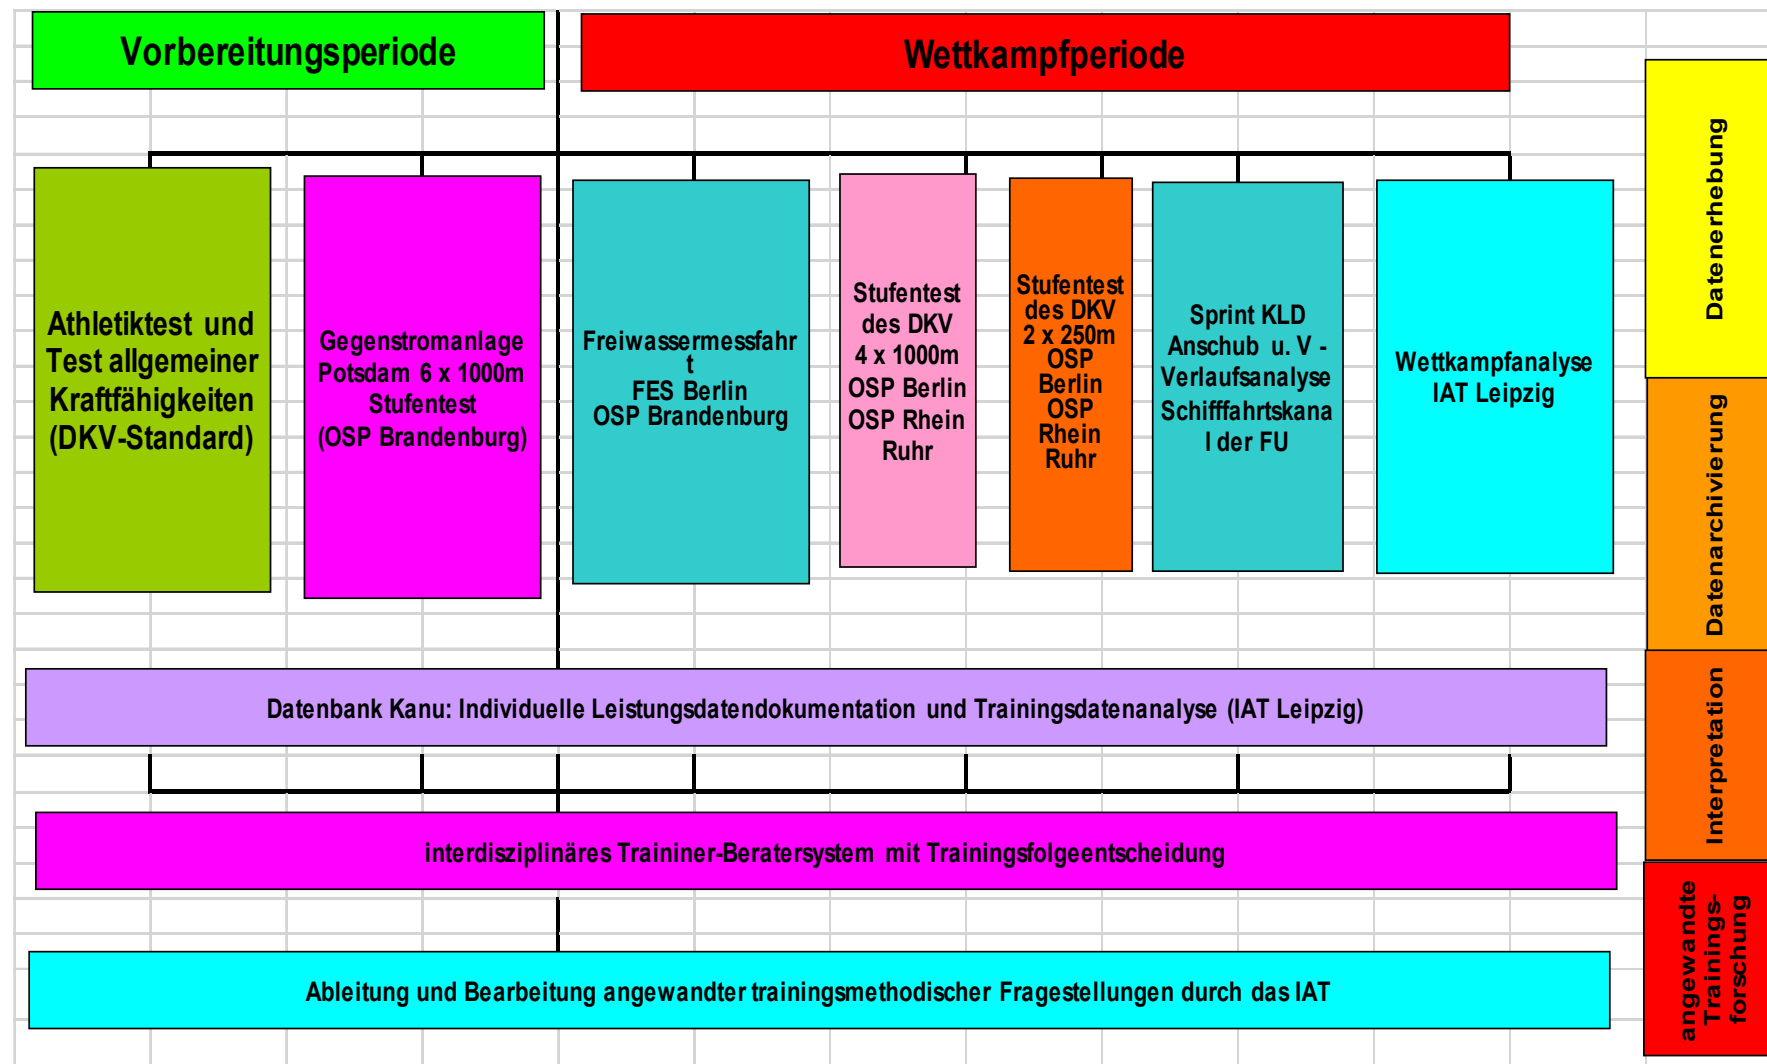 Vorbereitungsperiode
Wettkampfperiode
Athletiktest und
Test allgemeiner
Kraftfähigkeiten
(DKV-Standard)
Gegenstromanlage
Potsdam 6 x 1000m
Stufentest
(OSP Brandenburg)
Freiwassermessfahr
t
FES Berlin
OSP Brandenburg
Stufentest
des DKV
4 x 1000m
OSP Berlin
OSP Rhein
Ruhr
Stufentest
des DKV
2 x 250m
OSP
Berlin
OSP
Rhein
Ruhr
Sprint KLD
Anschub u. V -
Verlaufsanalyse
Schifffahrtskana
l der FU
Wettkampfanalyse
IAT Leipzig
Datenbank Kanu: Individuelle Leistungsdatendokumentation und Trainingsdatenanalyse (IAT Leipzig)
interdisziplinäres Traininer-Beratersystem mit Trainingsfolgeentscheidung
Ableitung und Bearbeitung angewandter trainingsmethodischer Fragestellungen durch das IAT
Datenerhebung
Datenarchivierung
Interpretation
angewandte
Trainings-
forschung